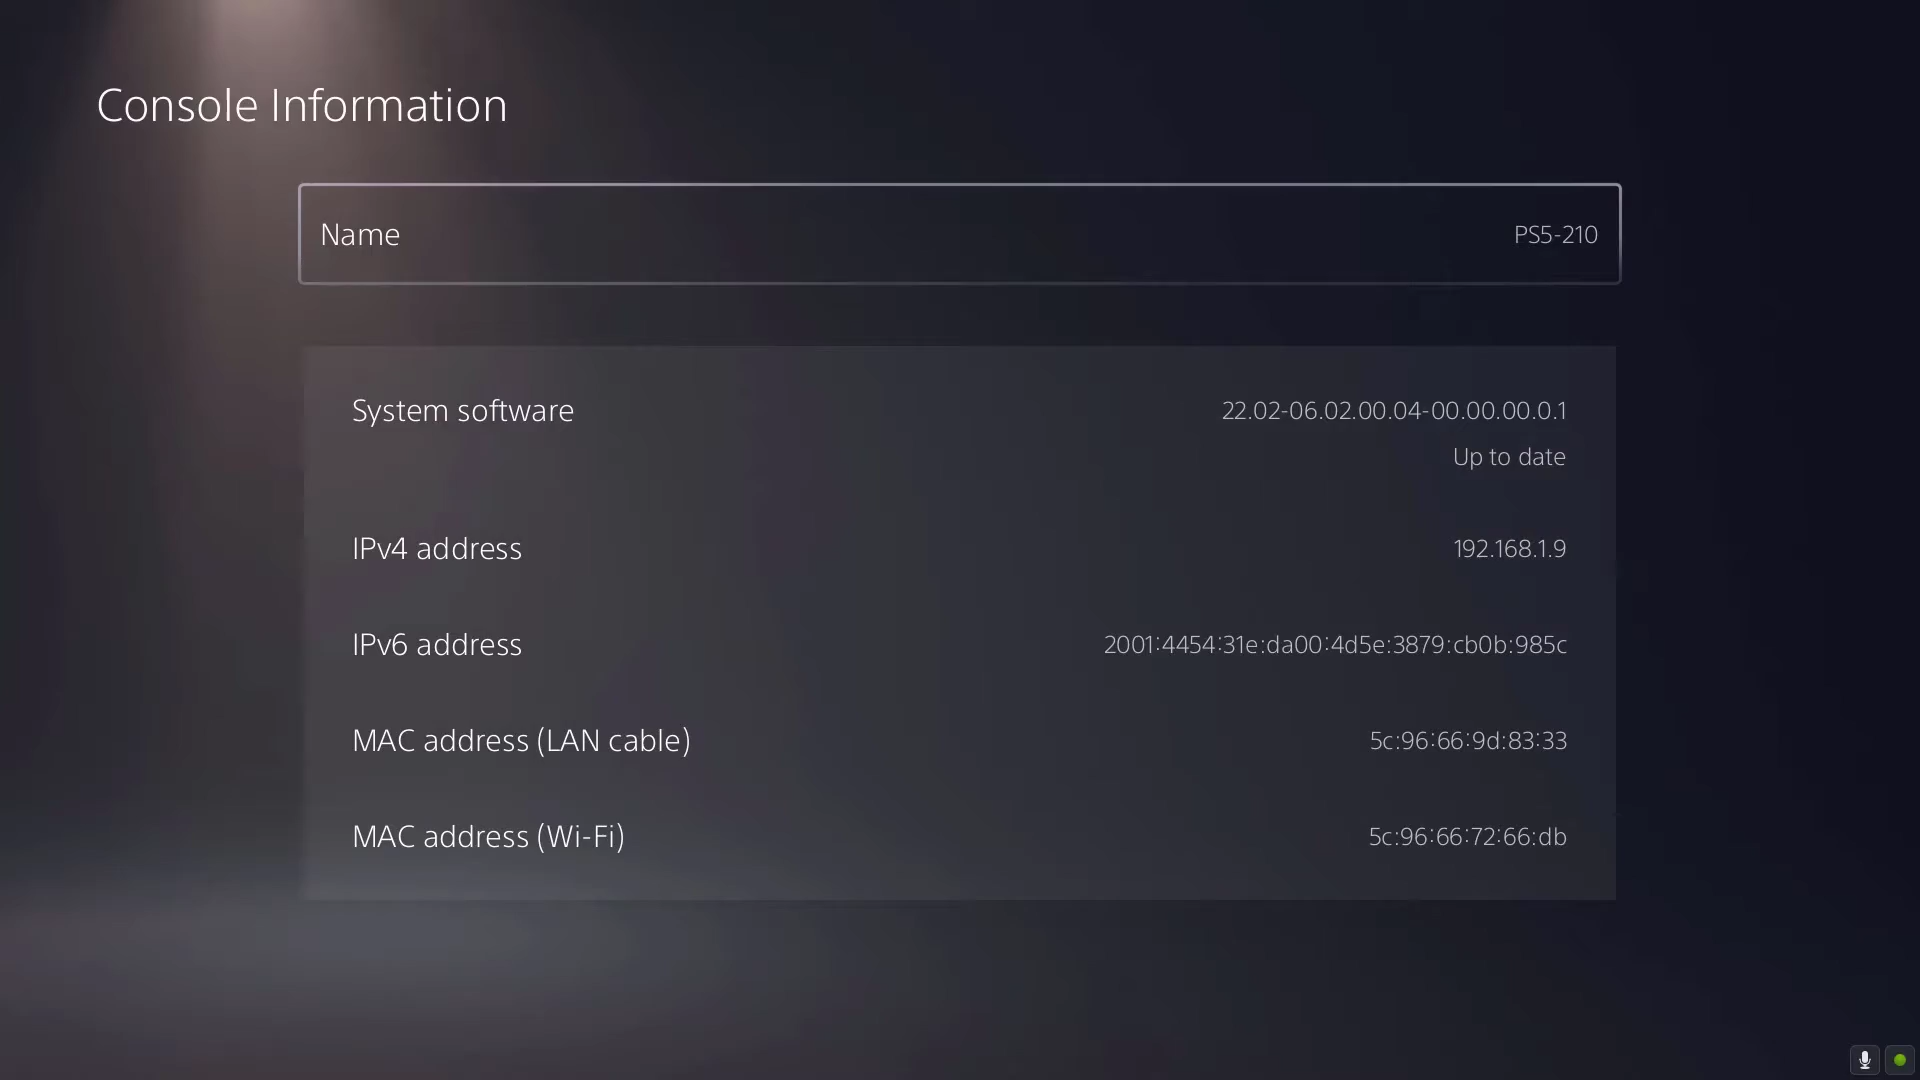 Console Information
Name PS5-210
System software 22.02-06.02.00.04-00.00.00.0.1
Up to date
IPv4 address 192.168.1.9
IPv6 address 2001:4454:31e:da00:4d5e:3879:cb0b:985c
MAC address (LAN cable) 5c:96:66:9d:83:33
MAC address (Wi-Fi) 5c:96:66:72:66:db